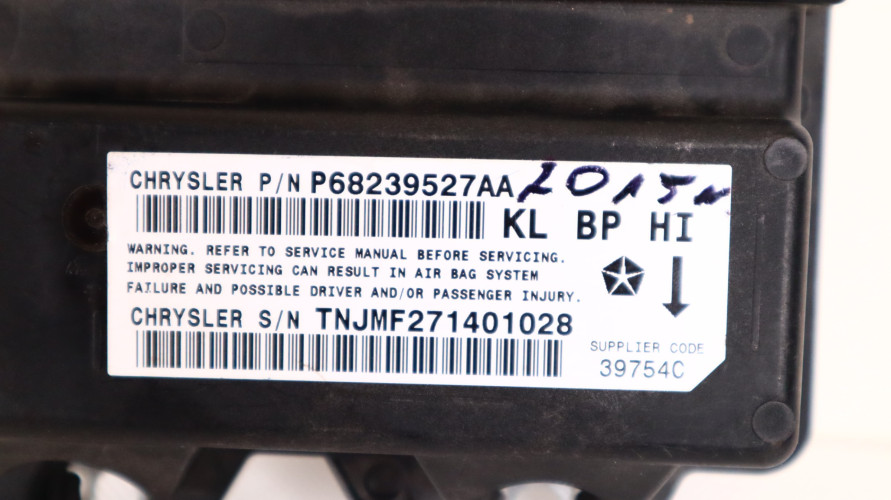 CHRYSLER P/N P68239527AA 2015
KL BP HI
WARNING. REFER TO SERVICE MANUAL BEFORE SERVICING.
IMPROPER SERVICING CAN RESULT IN AIR BAG SYSTEM
FAILURE AND POSSIBLE DRIVER AND/OR PASSENGER INJURY.
CHRYSLER S/N TNJMF271401028
SUPPLIER CODE
39754C